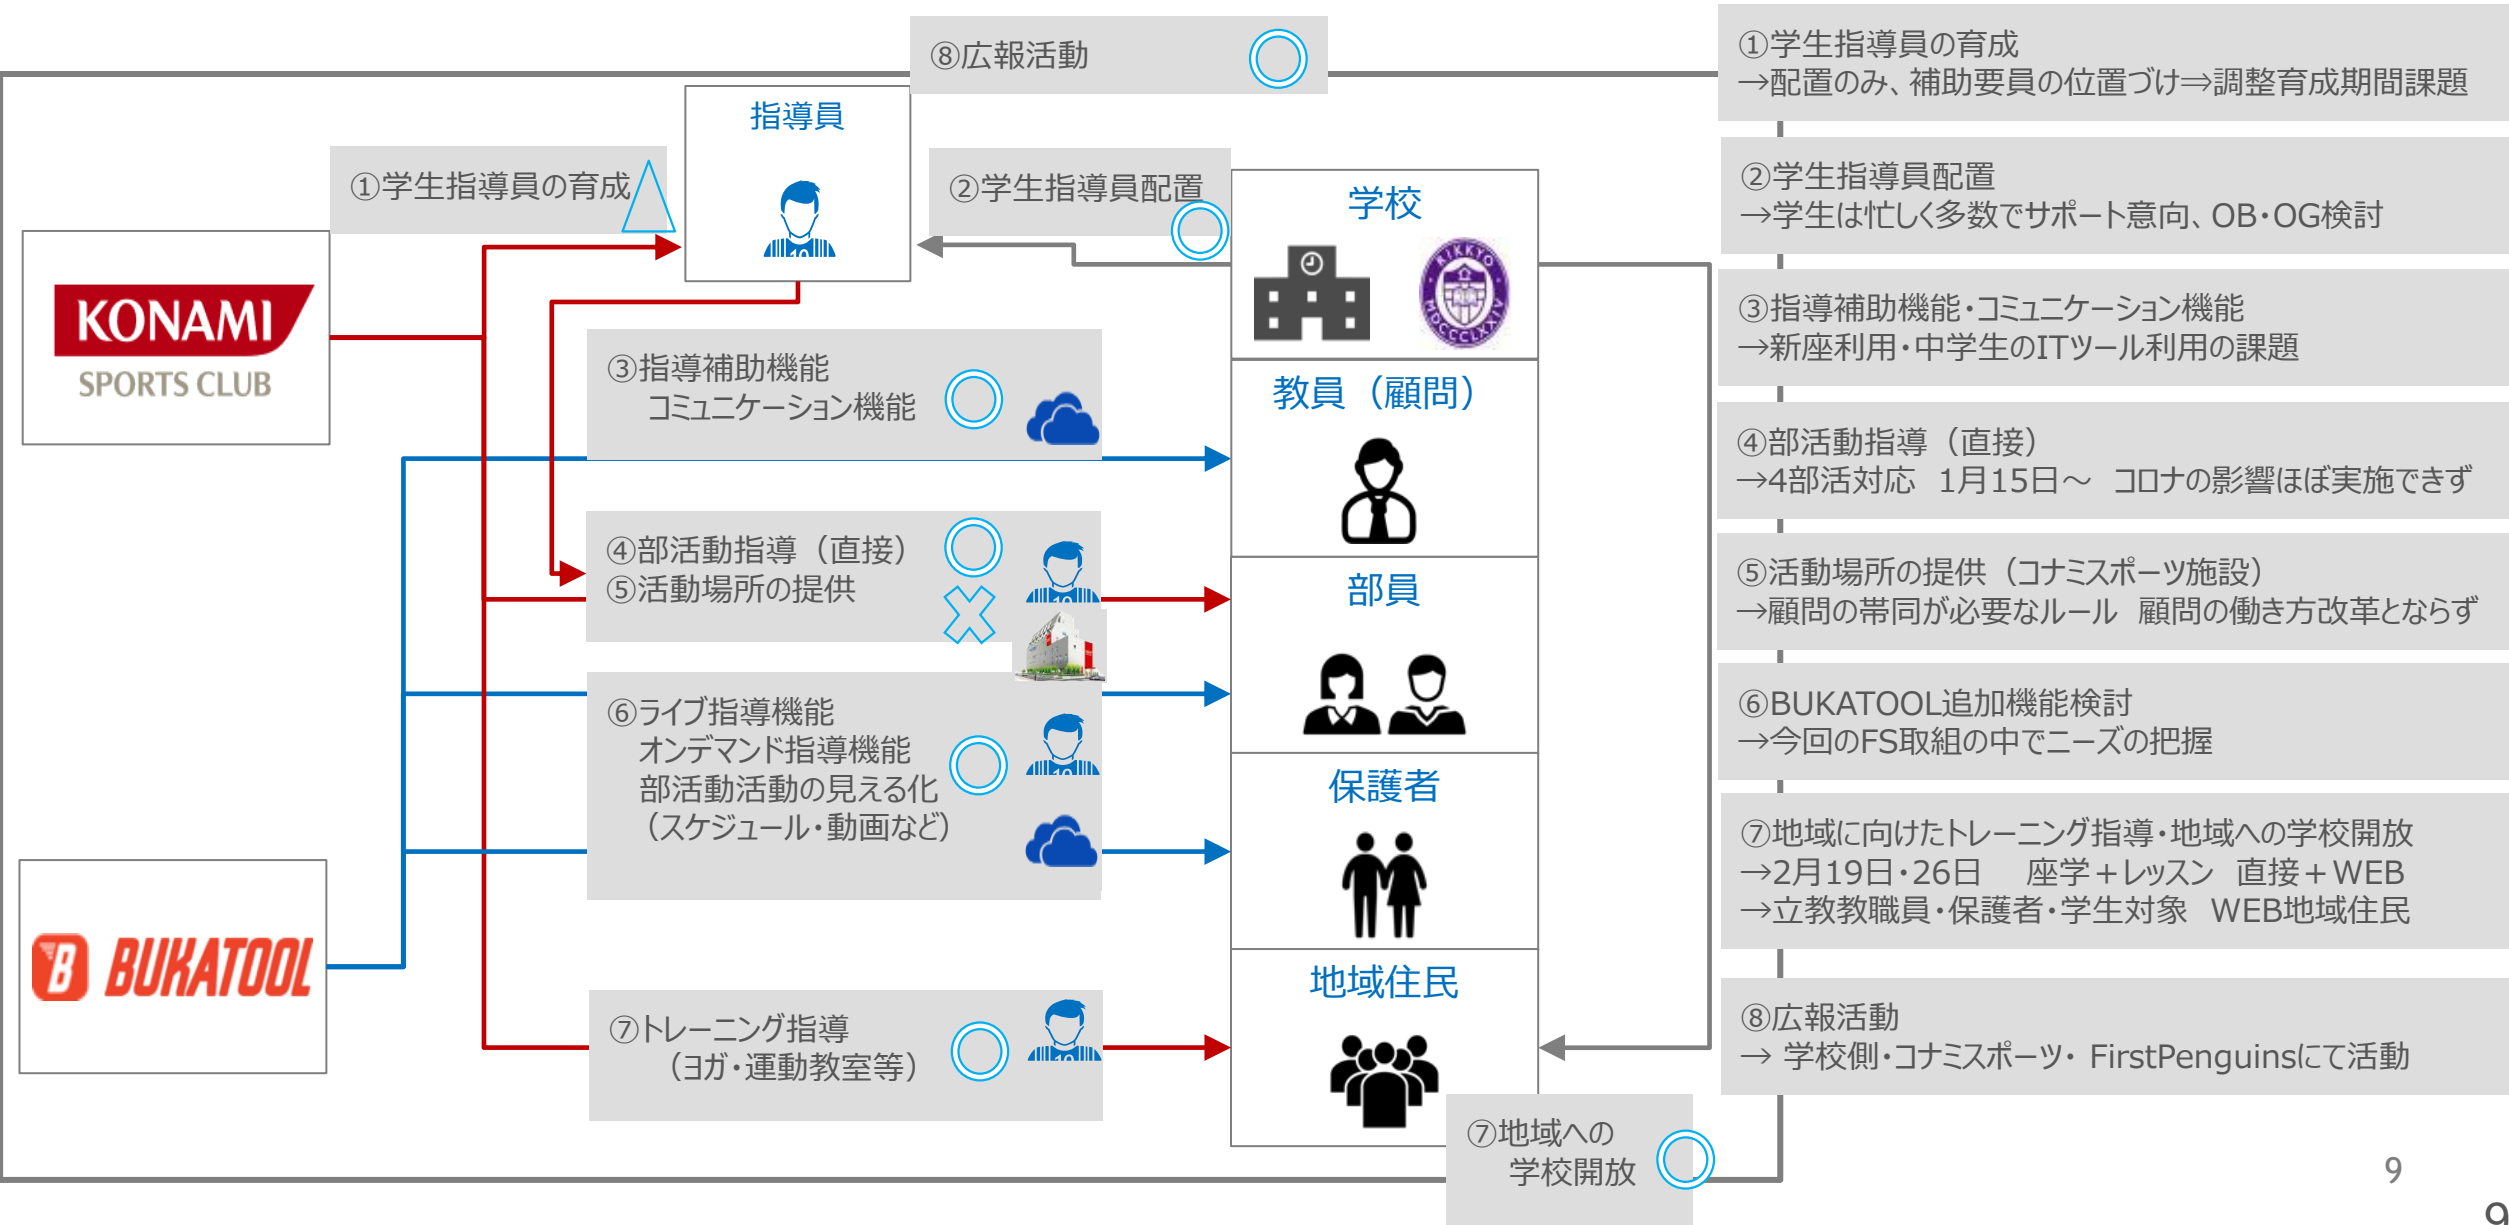 ⑧広報活動
指導員
①学生指導員の育成
②学生指導員配置
学校
RIKKYO
MDCCCLXXIV
KONAMI
SPORTS CLUB
③指導補助機能
コミュニケーション機能
教員（顧問）
④部活動指導（直接）
⑤活動場所の提供
部員
⑥ライブ指導機能
オンデマンド指導機能
部活動活動の見える化
（スケジュール・動画など）
保護者
B BUKATOOL
⑦トレーニング指導
（ヨガ・運動教室等）
地域住民
⑦地域への
学校開放
①学生指導員の育成
→配置のみ、補助要員の位置づけ⇒調整育成期間課題
②学生指導員配置
→学生は忙しく多数でサポート意向、OB・OG検討
③指導補助機能・コミュニケーション機能
→新座利用・中学生のITツール利用の課題
④部活動指導（直接）
→4部活対応 1月15日～ コロナの影響ほぼ実施できず
⑤活動場所の提供（コナミスポーツ施設）
→顧問の帯同が必要なルール 顧問の働き方改革とならず
⑥BUKATOOL追加機能検討
→今回のFS取組の中でニーズの把握
⑦地域に向けたトレーニング指導・地域への学校開放
→2月19日・26日 座学＋レッスン 直接＋WEB
→立教教職員・保護者・学生対象 WEB地域住民
⑧広報活動
→ 学校側・コナミスポーツ・ FirstPenguinsにて活動
9
9